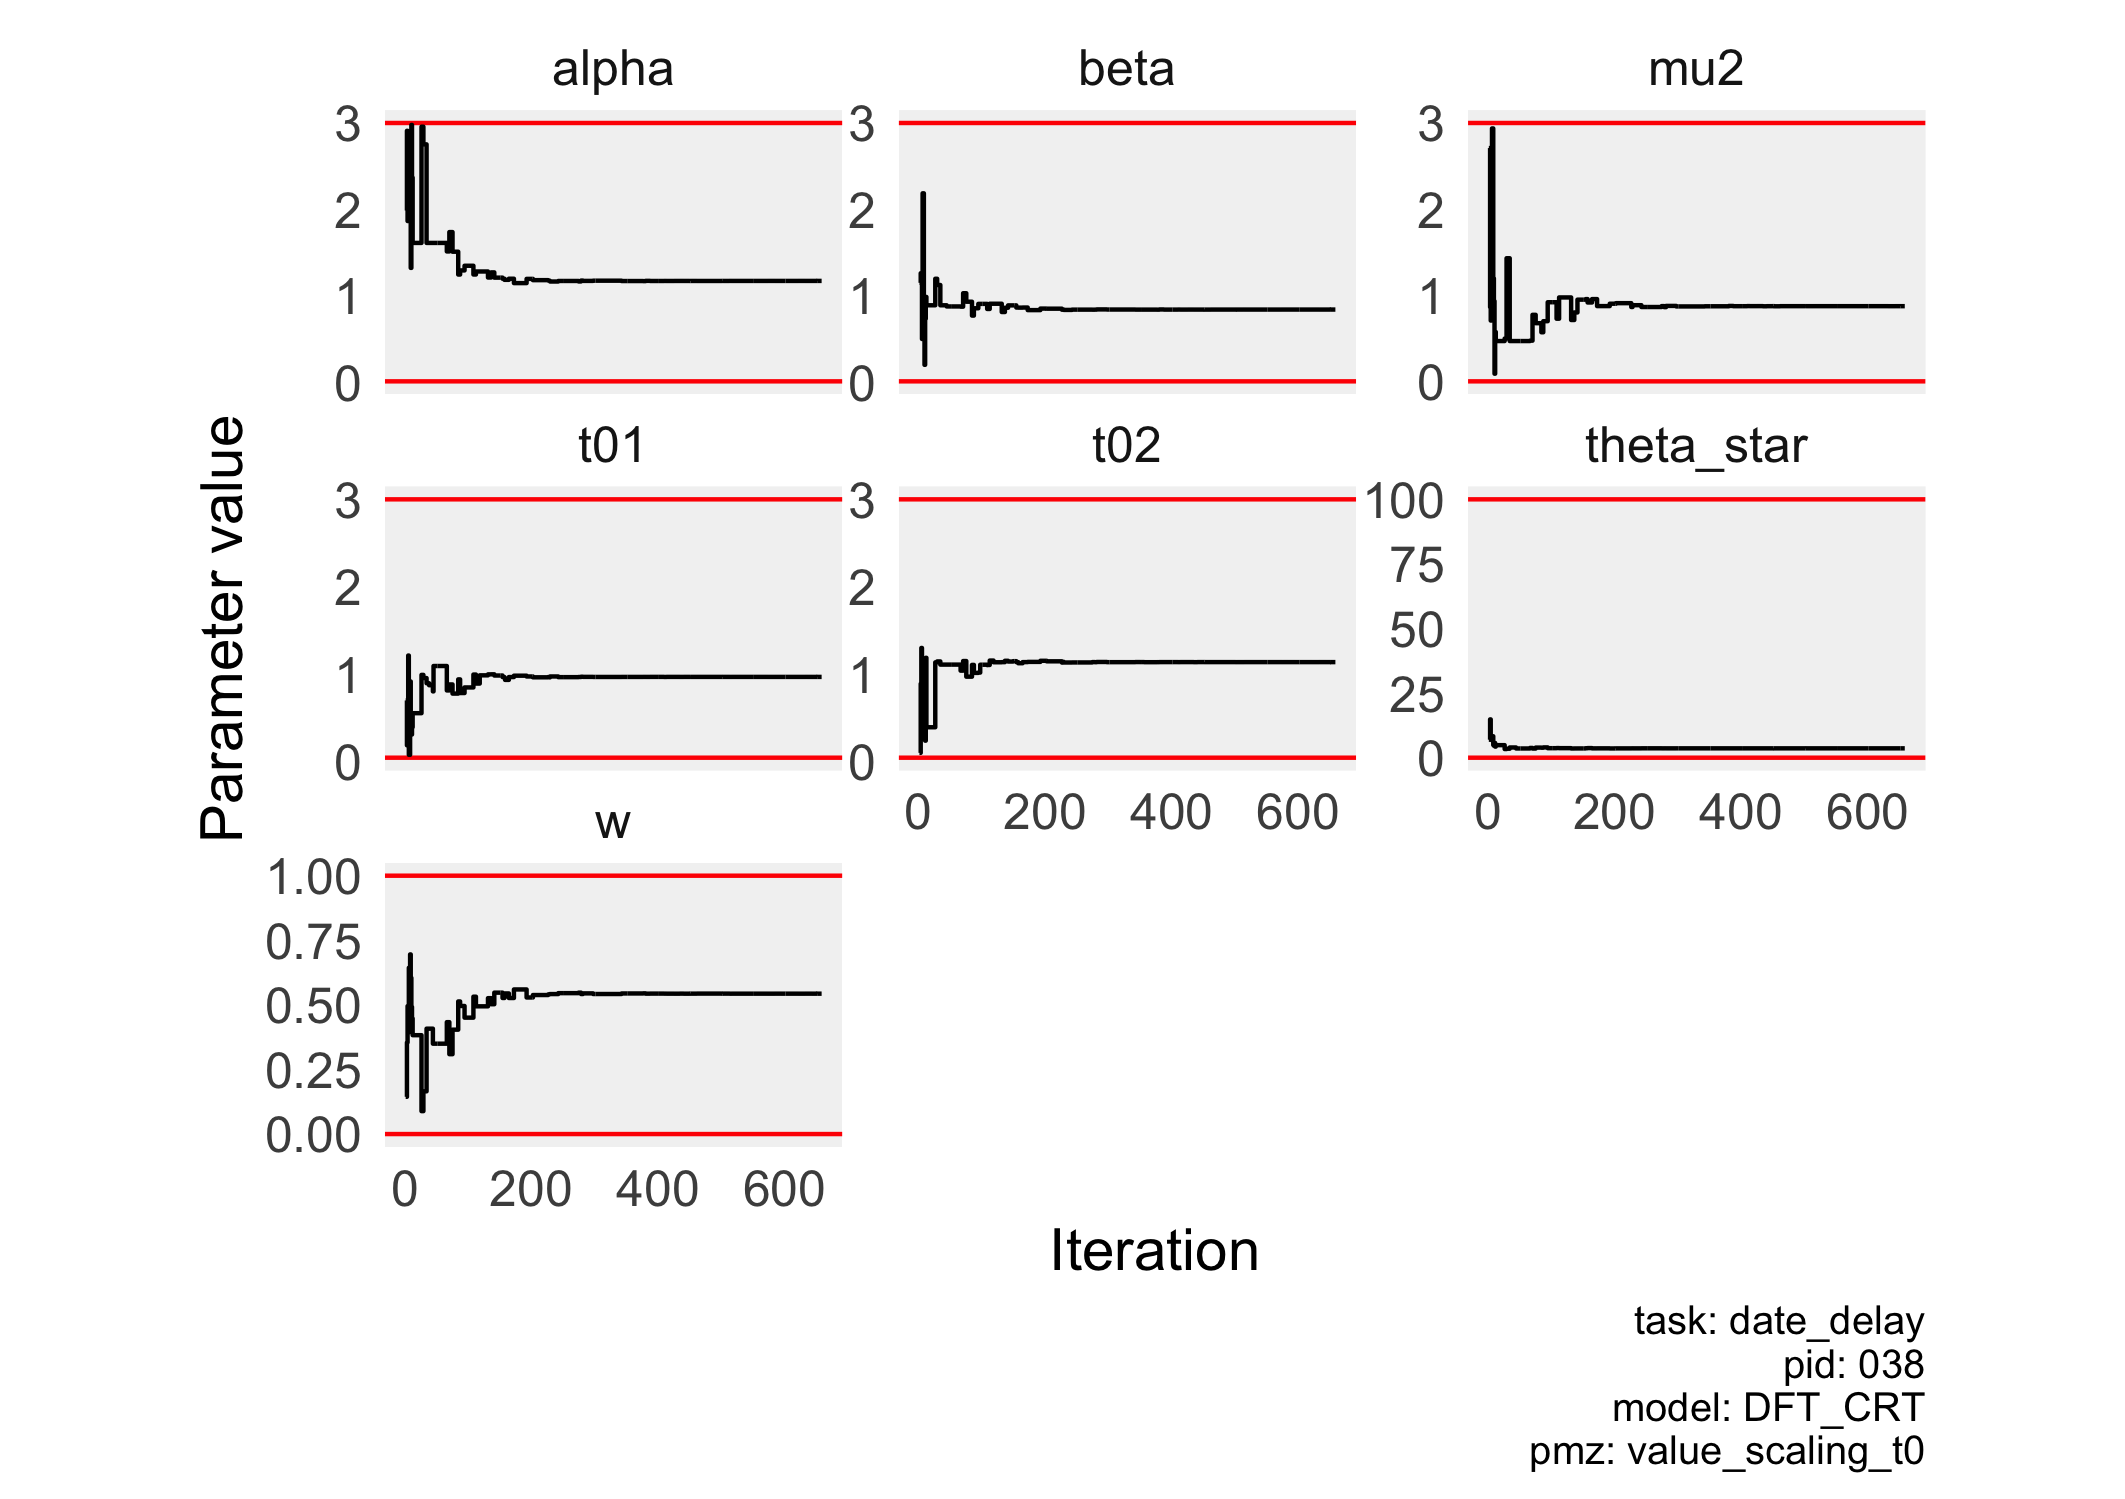 alpha
beta
mu2
3
2
1
0
3
2
1
0
3
2
1
0
t01
t02
theta_star
3
2
1
0
3
2
1
0
100
75
50
25
0
0 200 400 600
0 200 400 600
w
1.00
0.75
0.50
0.25
0.00
0 200 400 600
Parameter value
Iteration
task: date_delay
pid: 038
model: DFT_CRT
pmz: value_scaling_t0